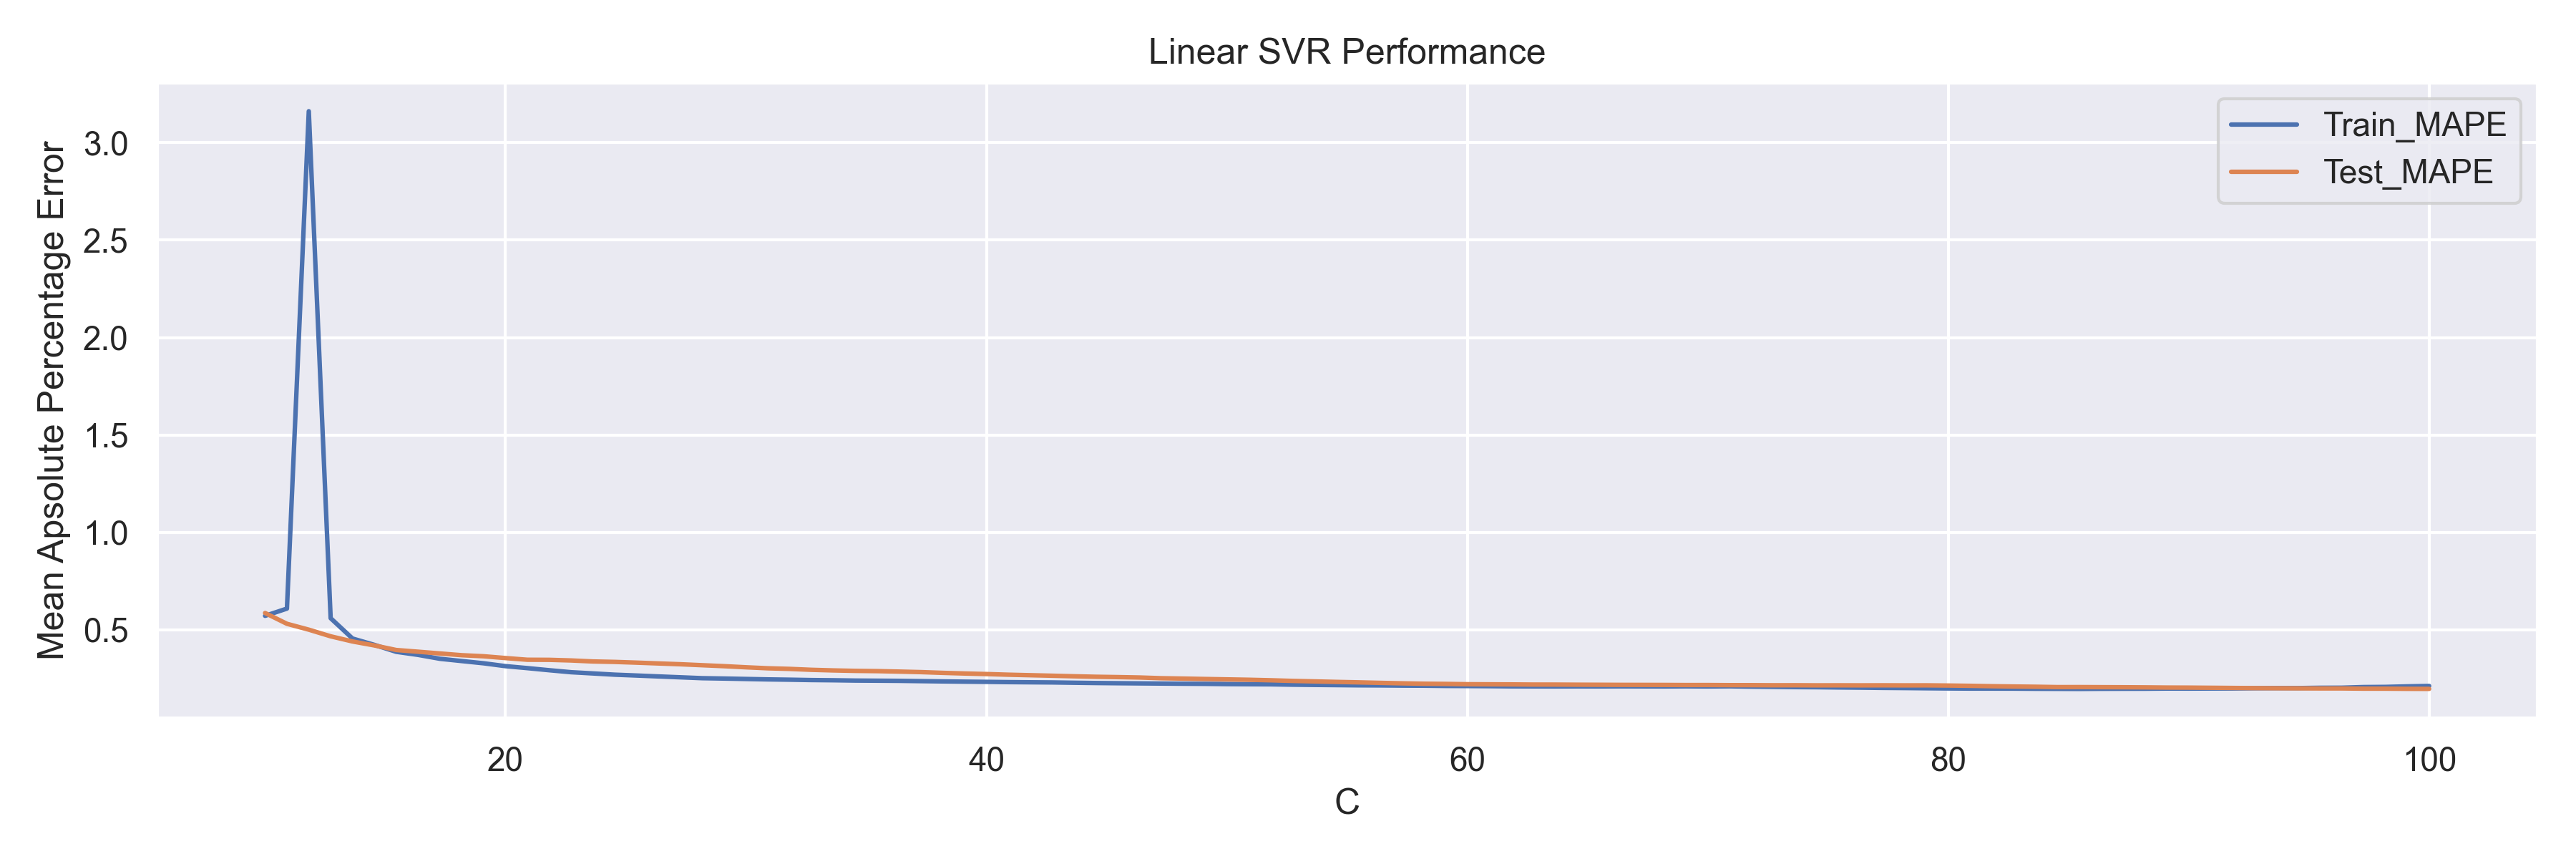 Linear SVR Performance
Mean Apsolute Percentage Error
3.0
2.5
2.0
1.5
1.0
0.5
Train_MAPE
Test_MAPE
20 40 60 80 100
C